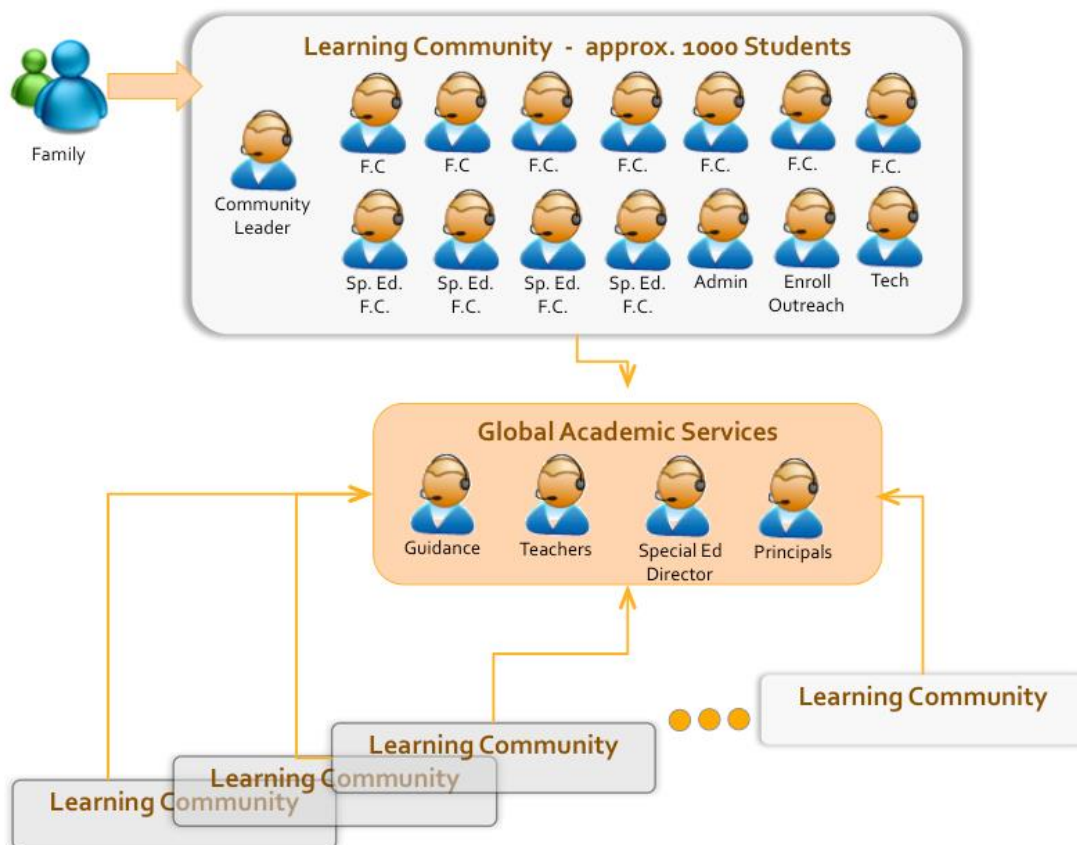 Learning Community - approx. 1000 Students
Family
Community
Leader
F.C
F.C
F.C.
F.C.
F.C.
F.C.
F.C.
Sp. Ed.
F.C.
Sp. Ed.
F.C.
Sp. Ed.
F.C.
Sp. Ed.
F.C.
Admin
Enroll
Outreach
Tech
Global Academic Services
Guidance
Teachers
Special Ed
Director
Principals
Learning Community
Learning Community
Learning Community
Learning Community